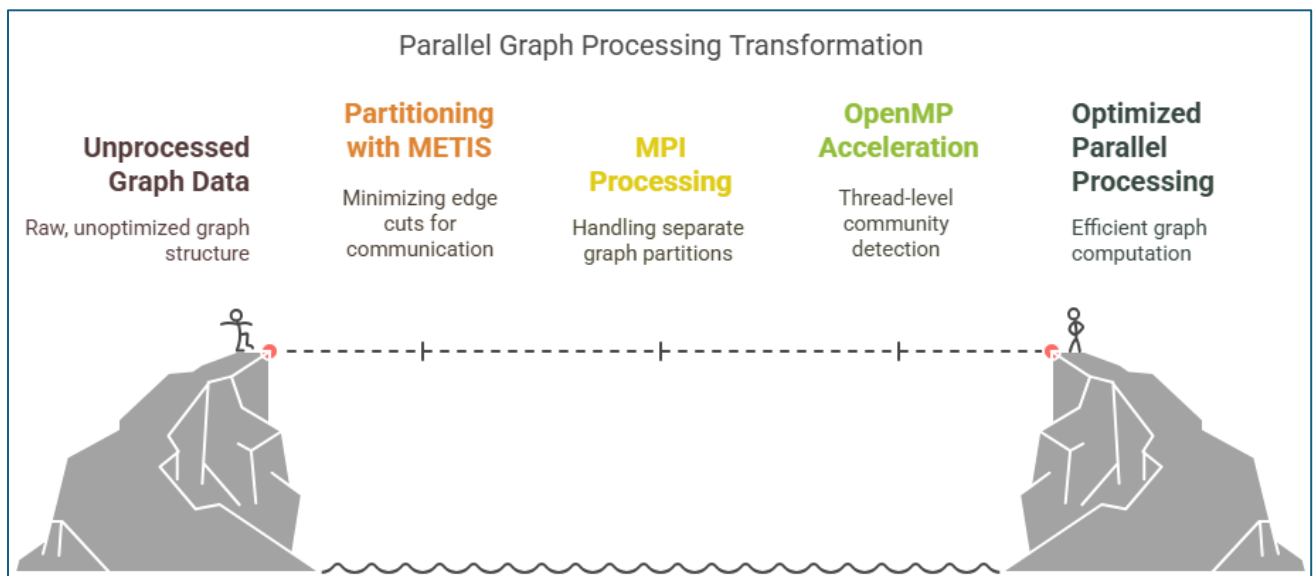 Parallel Graph Processing Transformation
Unprocessed
Graph Data
Raw, unoptimized graph
structure
Partitioning
with METIS
Minimizing edge
cuts for
communication
MPI
Processing
Handling separate
graph partitions
OpenMP
Acceleration
Thread-level
community
detection
Optimized
Parallel
Processing
Efficient graph
computation